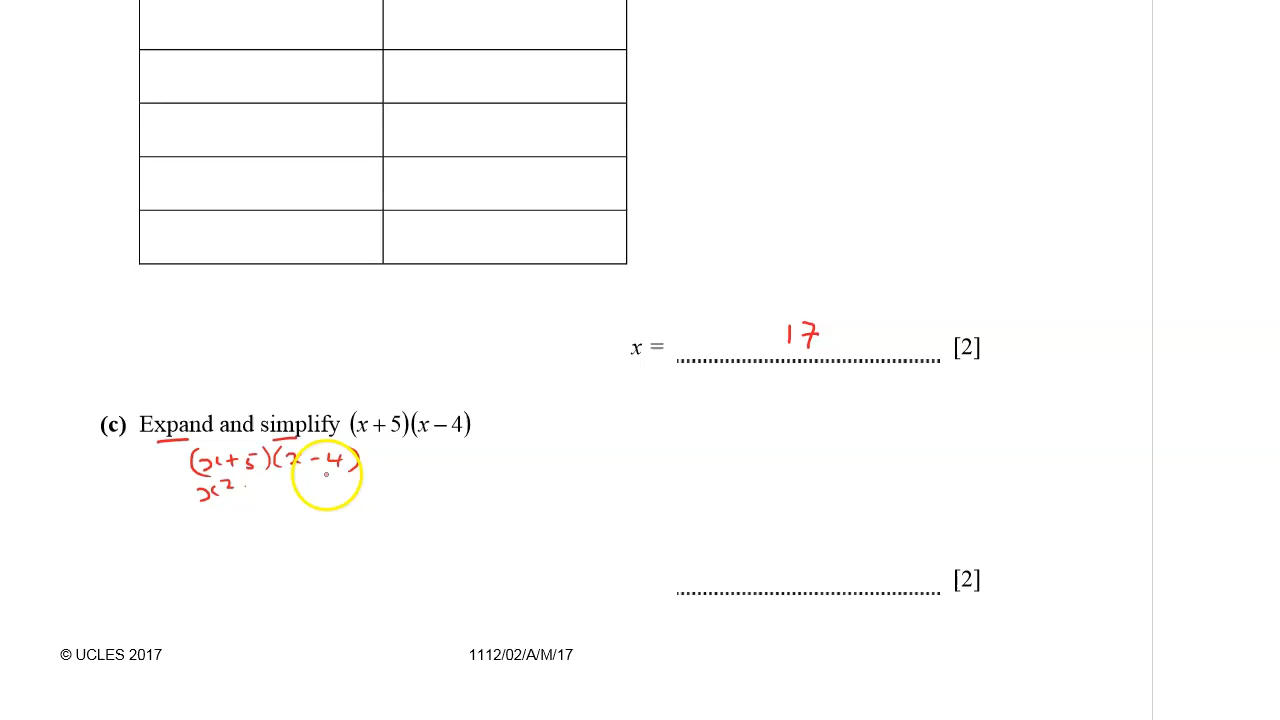 17
x = [2]
(c) Expand and simplify (x + 5)(x − 4)
(x+5)(x-4)
x²
[2]
© UCLES 2017 1112/02/A/M/17